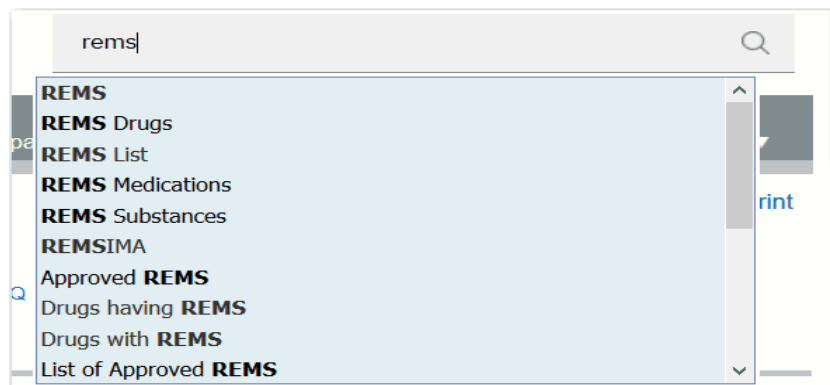 rems
REMS
REMS Drugs
pa
REMS List
REMS Medications
rint
REMS Substances
REMSIMA
Approved REMS
Q
Drugs having REMS
Drugs with REMS
List of Approved REMS